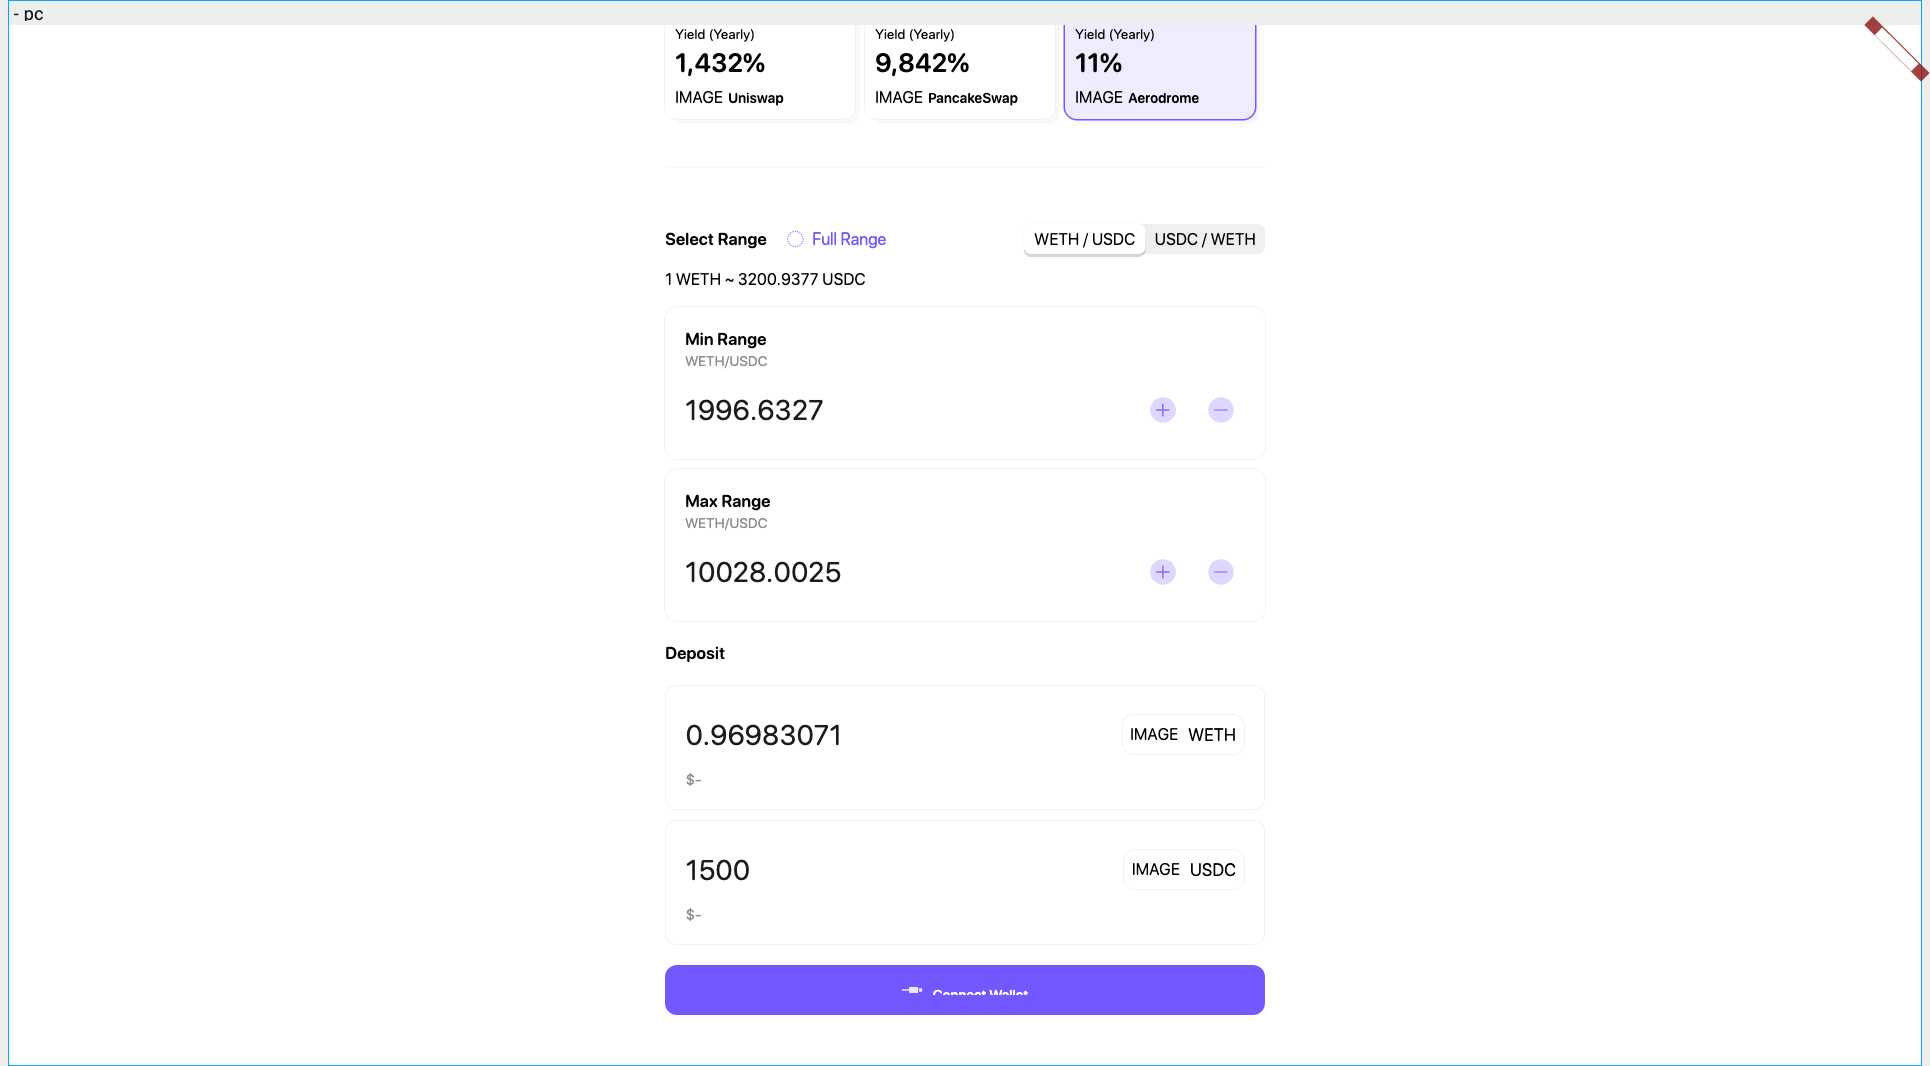 - pc
Yield (Yearly) Yield (Yearly) Yield (Yearly)
1,432% 9,842% 11%
IMAGE Uniswap IMAGE PancakeSwap IMAGE Aerodrome
Select Range Full Range WETH / USDC USDC / WETH
1 WETH ~ 3200.9377 USDC
Min Range
WETH/USDC
1996.6327
Max Range
WETH/USDC
10028.0025
Deposit
0.96983071 IMAGE WETH
$-
1500 IMAGE USDC
$-
Connect Wallet